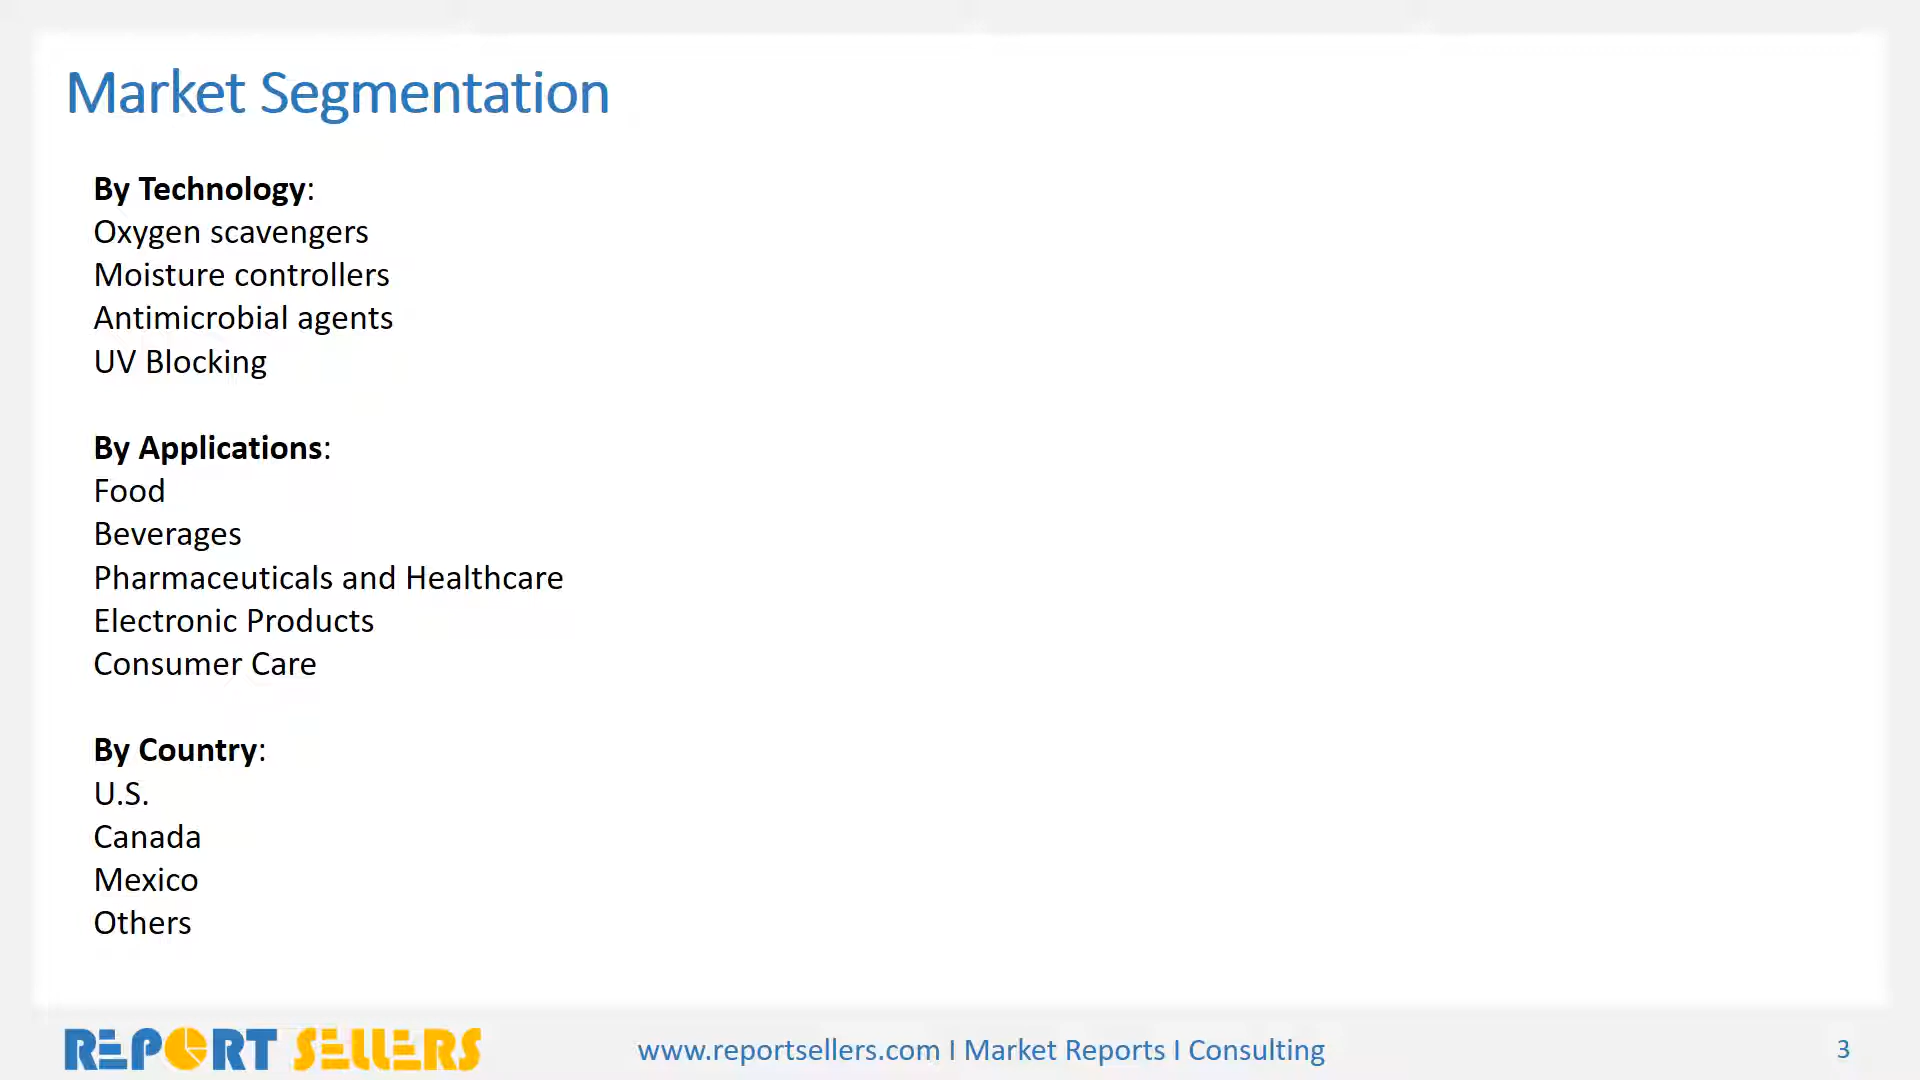 Market Segmentation
By Technology:
Oxygen scavengers
Moisture controllers
Antimicrobial agents
UV Blocking
By Applications:
Food
Beverages
Pharmaceuticals and Healthcare
Electronic Products
Consumer Care
By Country:
U.S.
Canada
Mexico
Others
REPORT SELLERS
www.reportsellers.com I Market Reports I Consulting
3